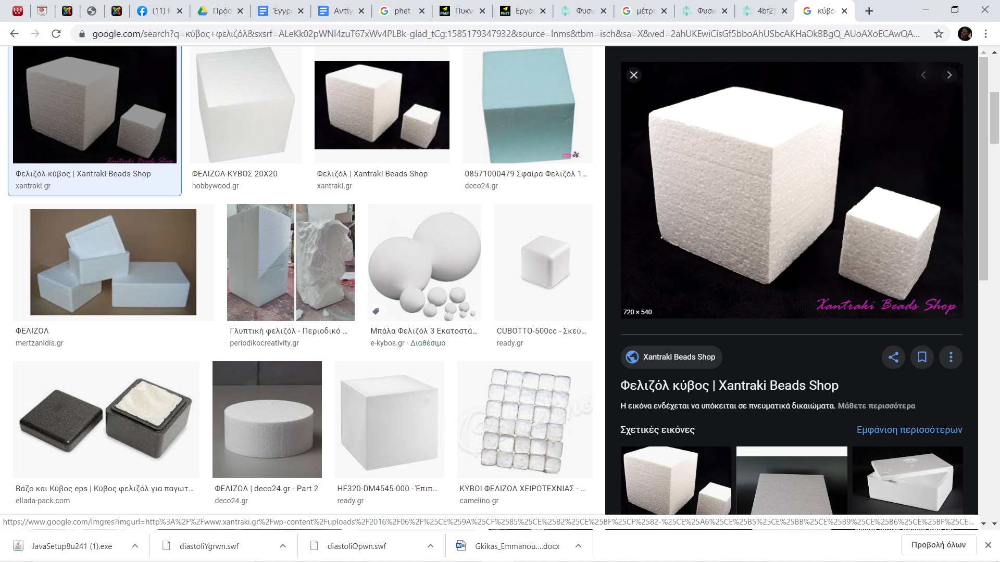 (11) F
Πρόσ
Έγγρ
Αντίγ
phet
Πυκν
Εργα
Φυσικ
μέτρη
Φυσικ
4bf25
κύβο
google.com/search?q=κύβος+φελιζόλ&sxsrf=ALeKk02pWNl4zuT67xWv4PLBk-glad_tCg:1585179347932&source=lnms&tbm=isch&sa=X&ved=2ahUKEwiCisGf5bboAhUSbcAKHaOkBBgQ_AUoAXoECAwQA...
Xantraki Beads Shop
Φελιζόλ κύβος | Xantraki Beads Shop
xantraki.gr
ΦΕΛΙΖΟΛ-ΚΥΒΟΣ 20Χ20
hobbywood.gr
Φελιζόλ | Xantraki Beads Shop
xantraki.gr
24
08571000479 Σφαίρα Φελιζόλ 1...
deco24.gr
ΦΕΛΙΖΟΛ
mertzanidis.gr
Γλυπτική φελιζόλ - Περιοδικό ...
periodikocreativity.gr
Μπάλα Φελιζόλ 3 Εκατοστά...
e-kybos.gr · Διαθέσιμο
CUBOTTO-500cc - Σκεύ...
ready.gr
Βάζο και Κύβος eps | Κύβος φελιζόλ για παγωτ...
ellada-pack.com
ΦΕΛΙΖΟΛ | deco24.gr - Part 2
deco24.gr
HF320-DM4545-000 - Έπιπ...
ready.gr
ΚΥΒΟΙ ΦΕΛΙΖΟΛ ΧΕΙΡΟΤΕΧΝΙΑΣ - ...
camelino.gr
Xantraki Beads Shop
720 × 540
Xantraki Beads Shop
Φελιζόλ κύβος | Xantraki Beads Shop
Η εικόνα ενδέχεται να υπόκειται σε πνευματικά δικαιώματα. Μάθετε περισσότερα
Σχετικές εικόνες
Εμφάνιση περισσότερων
https://www.google.com/imgres?imgurl=http%3A%2F%2Fwww.xantraki.gr%2Fwp-content%2Fuploads%2F2016%2F06%2F%25CE%259A%25CF%2585%25CE%25B2%25CE%25BF%25CF%2582-%25CE%25A6%25CE%25B5%25CE%25BB%25CE%25B9%25CE%25B6%25CE%25BF%25CE...
JavaSetup8u241 (1).exe
diastoliYgrwn.swf
diastoliOpwn.swf
Gkikas_Emmanou....docx
Προβολή όλων